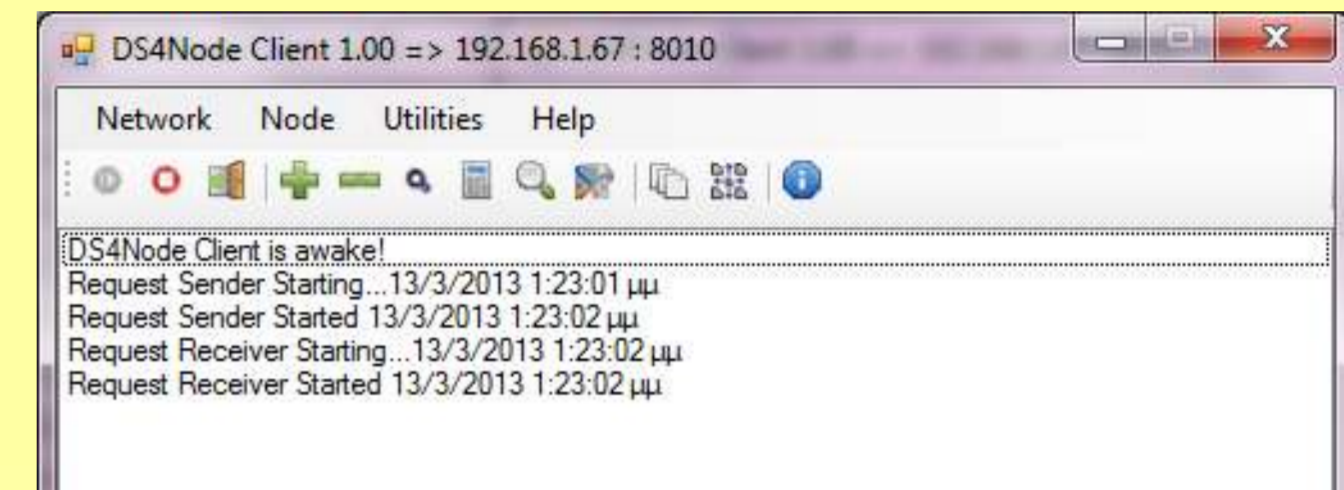 DS4Node Client 1.00 => 192.168.1.67 : 8010
Network Node Utilities Help
DS4Node Client is awake!
Request Sender Starting...13/3/2013 1:23:01 μμ
Request Sender Started 13/3/2013 1:23:02 μμ
Request Receiver Starting...13/3/2013 1:23:02 μμ
Request Receiver Started 13/3/2013 1:23:02 μμ